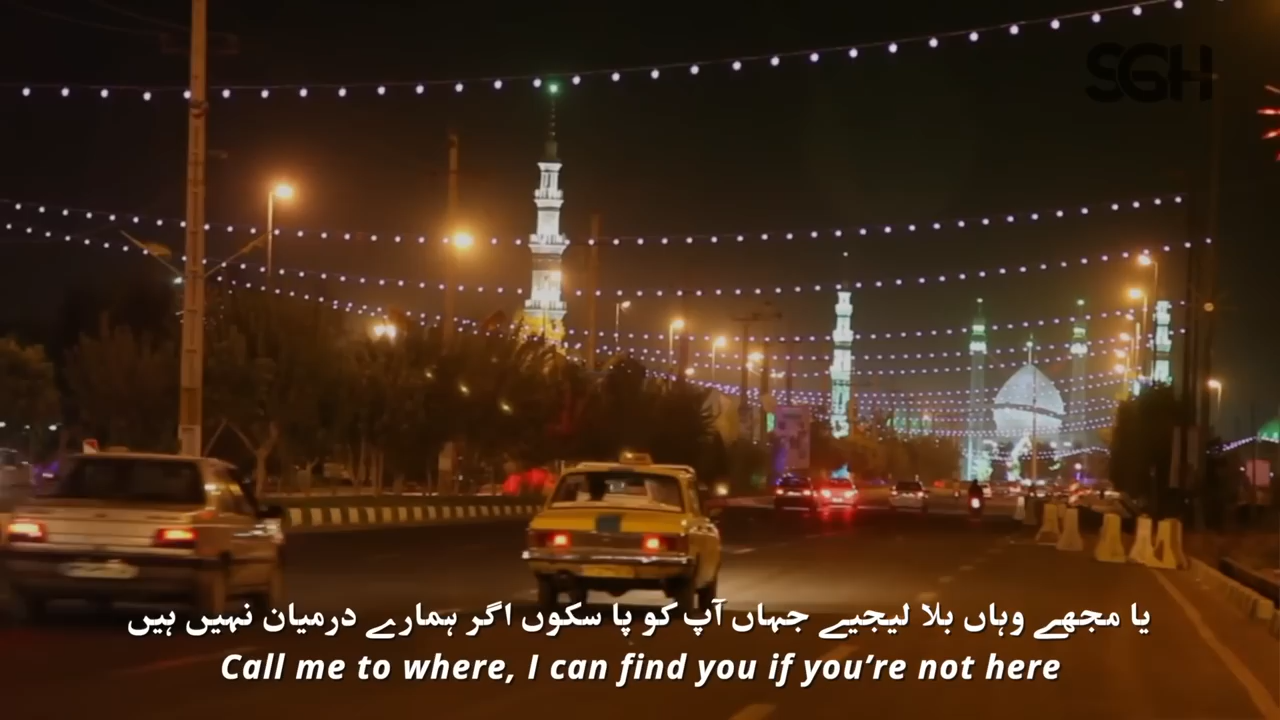 SGH
یا مجھے وہاں بلا لیجیے جہاں آپ کو پا سکوں اگر ہمارے درمیان نہیں ہیں
Call me to where, I can find you if you're not here